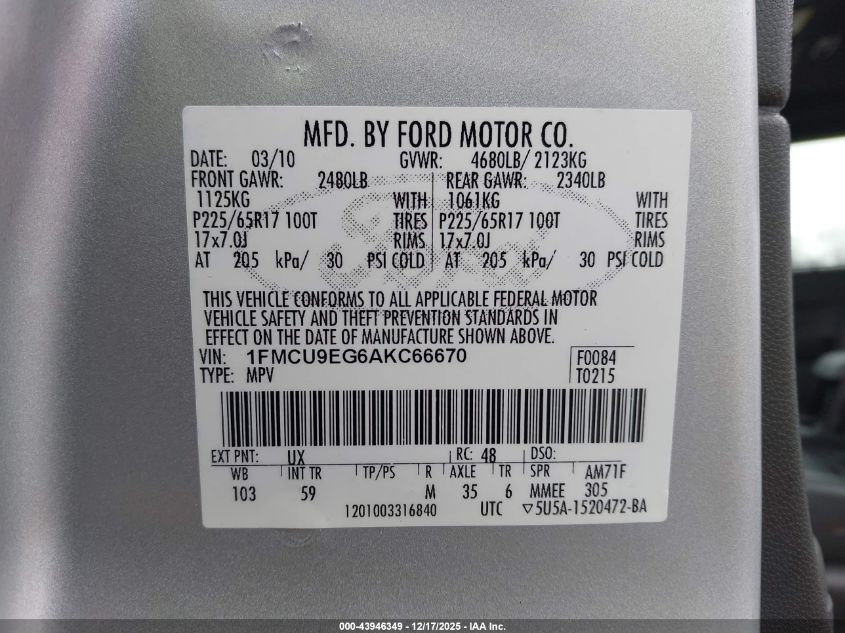 MFD. BY FORD MOTOR CO.
DATE: 03/10 GVWR: 4680LB/ 2123KG
FRONT GAWR: 2480LB REAR GAWR: 2340LB
1125KG WITH 1061KG WITH
P225/65R17 100T TIRES P225/65R17 100T TIRES
17x7.0J RIMS 17x7.0J RIMS
AT 205 kPa/ 30 PSI COLD AT 205 kPa/ 30 PSI COLD
THIS VEHICLE CONFORMS TO ALL APPLICABLE FEDERAL MOTOR
VEHICLE SAFETY AND THEFT PREVENTION STANDARDS IN
EFFECT ON THE DATE OF MANUFACTURE SHOWN ABOVE.
VIN: 1FMCU9EG6AKC66670 F0084
TYPE: MPV T0215
EXT PNT: UX RC: 48 DSO:
WB INT TR TP/PS R AXLE TR SPR AM71F
103 59 M 35 6 MMEE 305
1201003316840 UTC ▽5U5A-1520472-BA
000-43946349 - 12/17/2025 - IAA Inc.